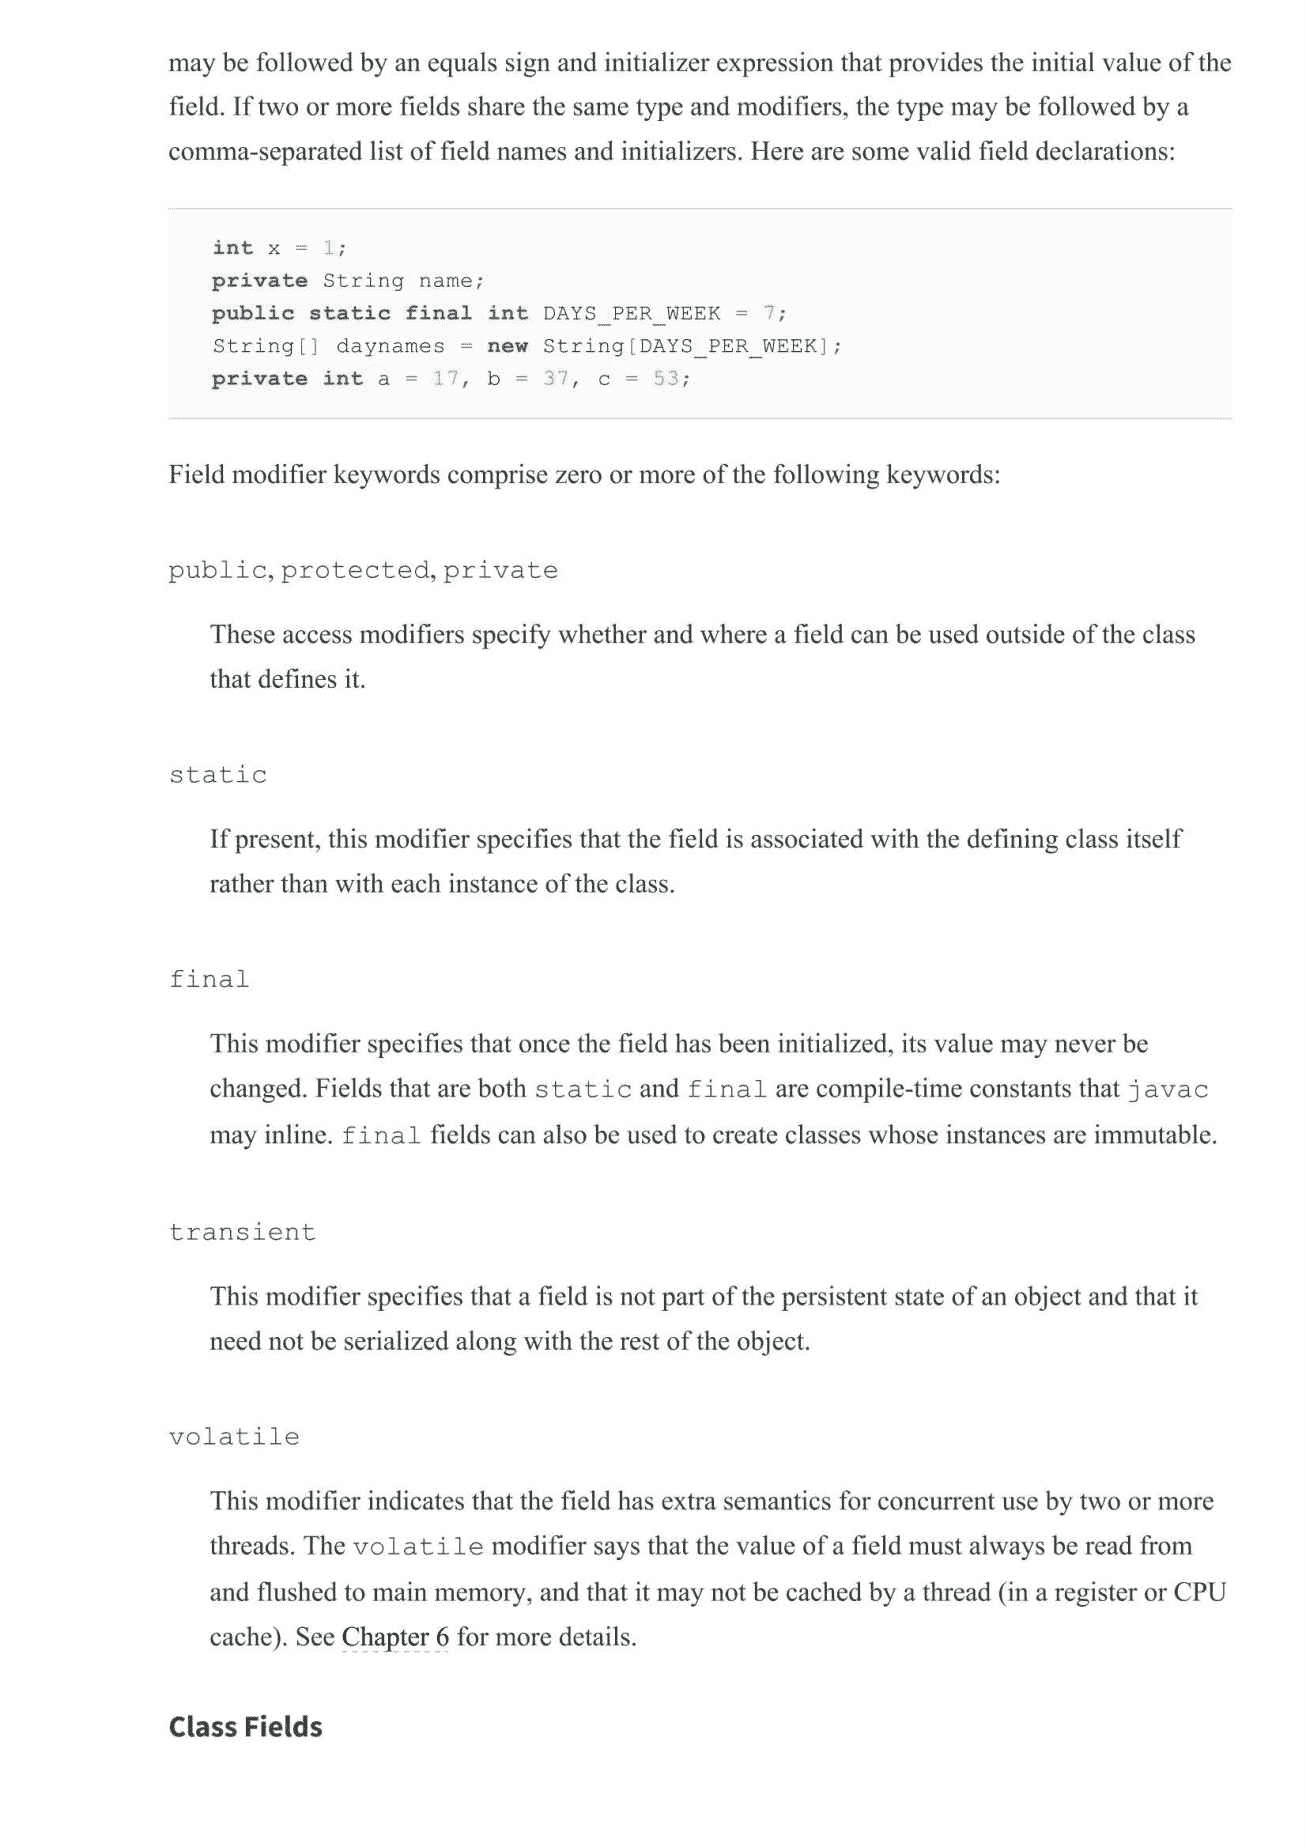 may be followed by an equals sign and initializer expression that provides the initial value of the
field. If two or more fields share the same type and modifiers, the type may be followed by a
comma-separated list of field names and initializers. Here are some valid field declarations:
int x = 1;
private String name;
public static final int DAYS_PER_WEEK = 7;
String[] daynames = new String[DAYS_PER_WEEK];
private int a = 17, b = 37, c = 53;
Field modifier keywords comprise zero or more of the following keywords:
public, protected, private
These access modifiers specify whether and where a field can be used outside of the class
that defines it.
static
If present, this modifier specifies that the field is associated with the defining class itself
rather than with each instance of the class.
final
This modifier specifies that once the field has been initialized, its value may never be
changed. Fields that are both static and final are compile-time constants that javac
may inline. final fields can also be used to create classes whose instances are immutable.
transient
This modifier specifies that a field is not part of the persistent state of an object and that it
need not be serialized along with the rest of the object.
volatile
This modifier indicates that the field has extra semantics for concurrent use by two or more
threads. The volatile modifier says that the value of a field must always be read from
and flushed to main memory, and that it may not be cached by a thread (in a register or CPU
cache). See Chapter 6 for more details.
Class Fields